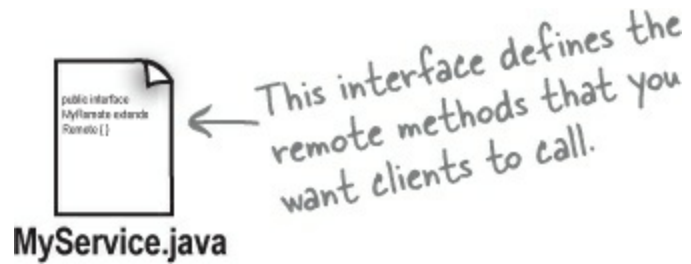 public interface
MyRemote extends
Remote { }
This interface defines the
remote methods that you
want clients to call.
MyService.java